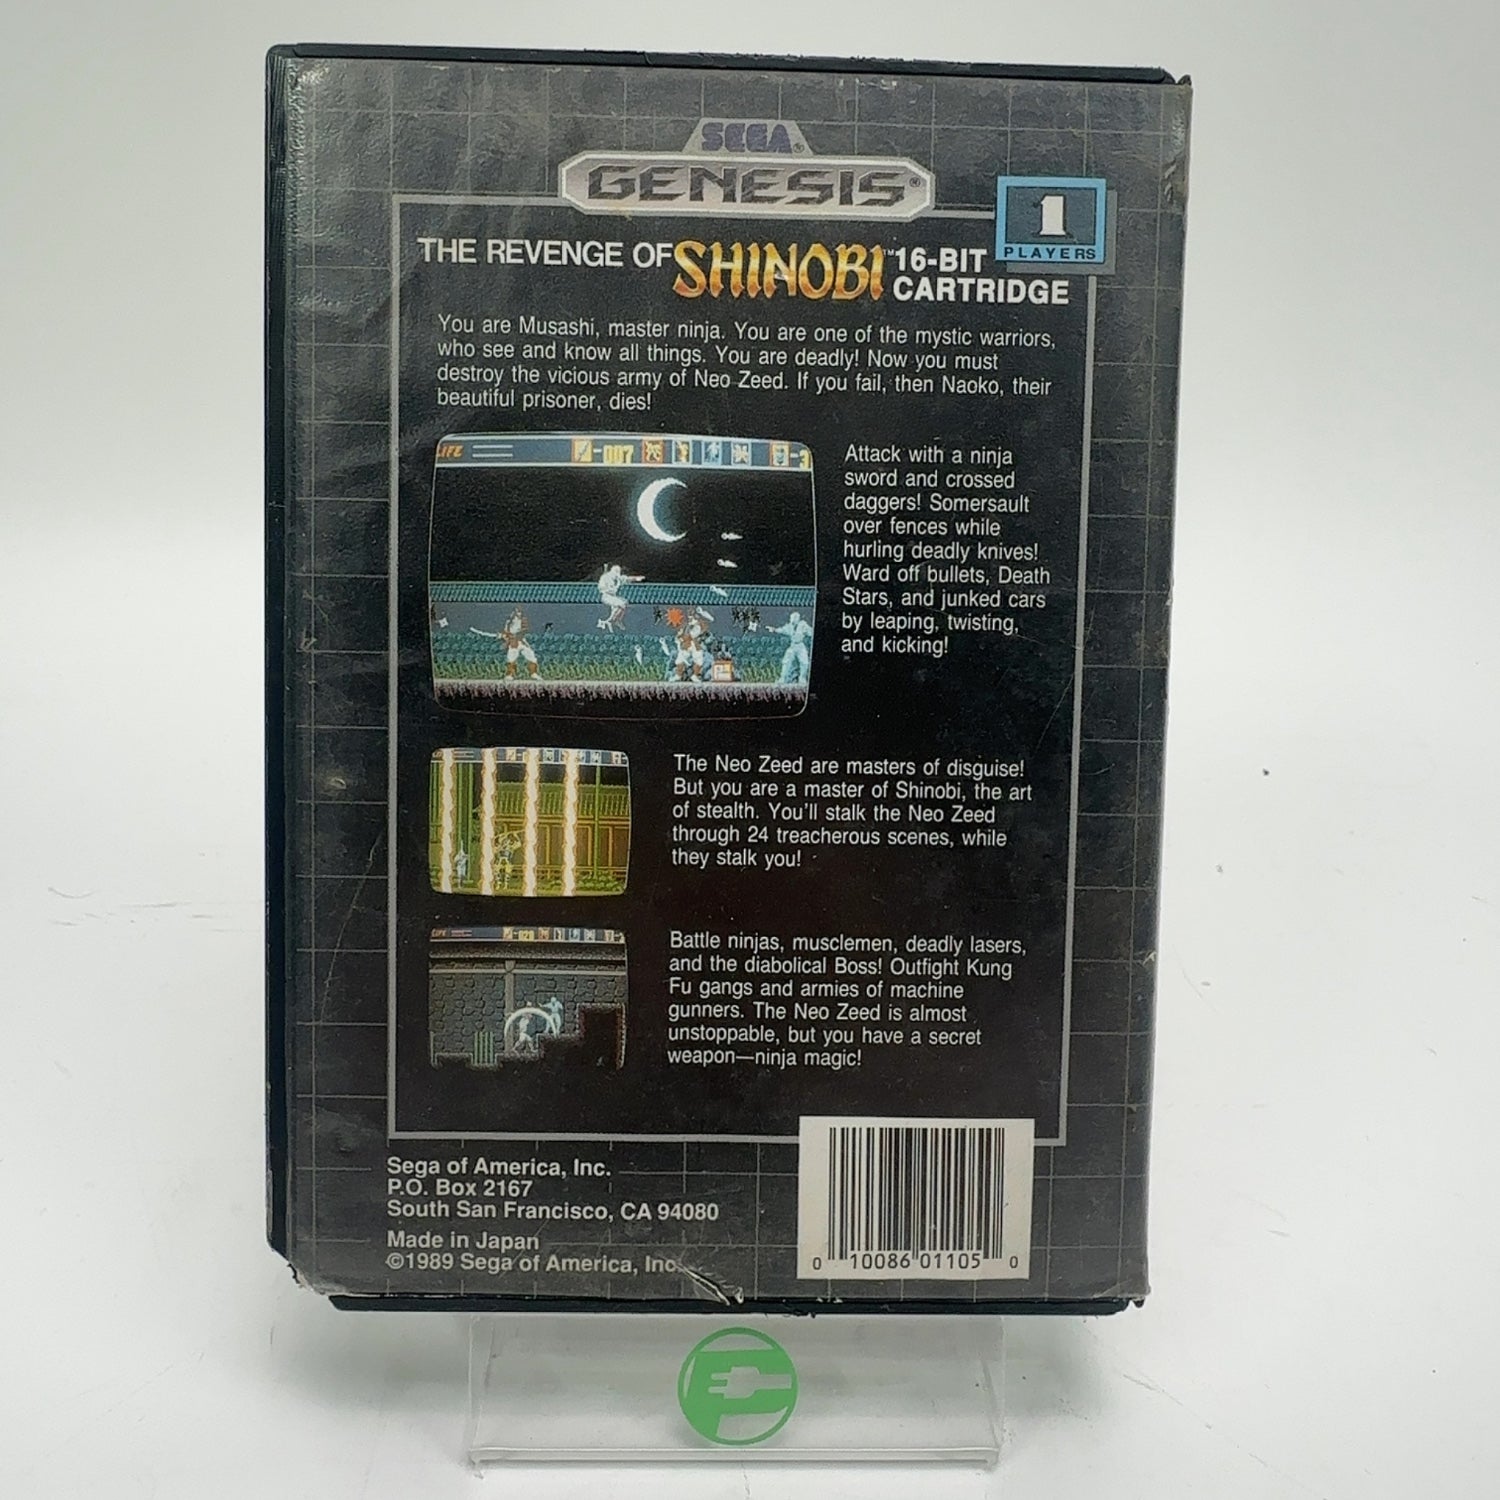 SEGA®
GENESIS®
1
PLAYERS
THE REVENGE OF SHINOBI™ 16-BIT
CARTRIDGE
You are Musashi, master ninja. You are one of the mystic warriors,
who see and know all things. You are deadly! Now you must
destroy the vicious army of Neo Zeed. If you fail, then Naoko, their
beautiful prisoner, dies!
LIFE -007 -3
Attack with a ninja
sword and crossed
daggers! Somersault
over fences while
hurling deadly knives!
Ward off bullets, Death
Stars, and junked cars
by leaping, twisting,
and kicking!
The Neo Zeed are masters of disguise!
But you are a master of Shinobi, the art
of stealth. You'll stalk the Neo Zeed
through 24 treacherous scenes, while
they stalk you!
LIFE -020
Battle ninjas, musclemen, deadly lasers,
and the diabolical Boss! Outfight Kung
Fu gangs and armies of machine
gunners. The Neo Zeed is almost
unstoppable, but you have a secret
weapon—ninja magic!
Sega of America, Inc.
P.O. Box 2167
South San Francisco, CA 94080
Made in Japan
©1989 Sega of America, Inc.
0 10086 01105 0